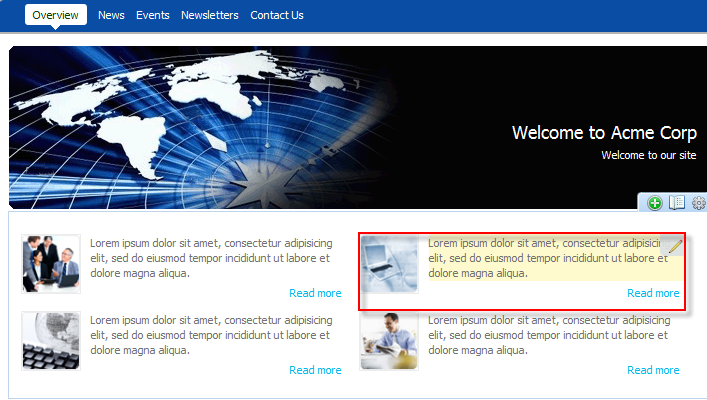 Overview News Events Newsletters Contact Us
Welcome to Acme Corp
Welcome to our site
Lorem ipsum dolor sit amet, consectetur adipisicing
elit, sed do eiusmod tempor incididunt ut labore et
dolore magna aliqua.
Read more
Lorem ipsum dolor sit amet, consectetur adipisicin
elit, sed do eiusmod tempor incididunt ut labore et
dolore magna aliqua.
Read more
Lorem ipsum dolor sit amet, consectetur adipisicing
elit, sed do eiusmod tempor incididunt ut labore et
dolore magna aliqua.
Read more
Lorem ipsum dolor sit amet, consectetur adipisicing
elit, sed do eiusmod tempor incididunt ut labore et
dolore magna aliqua.
Read more